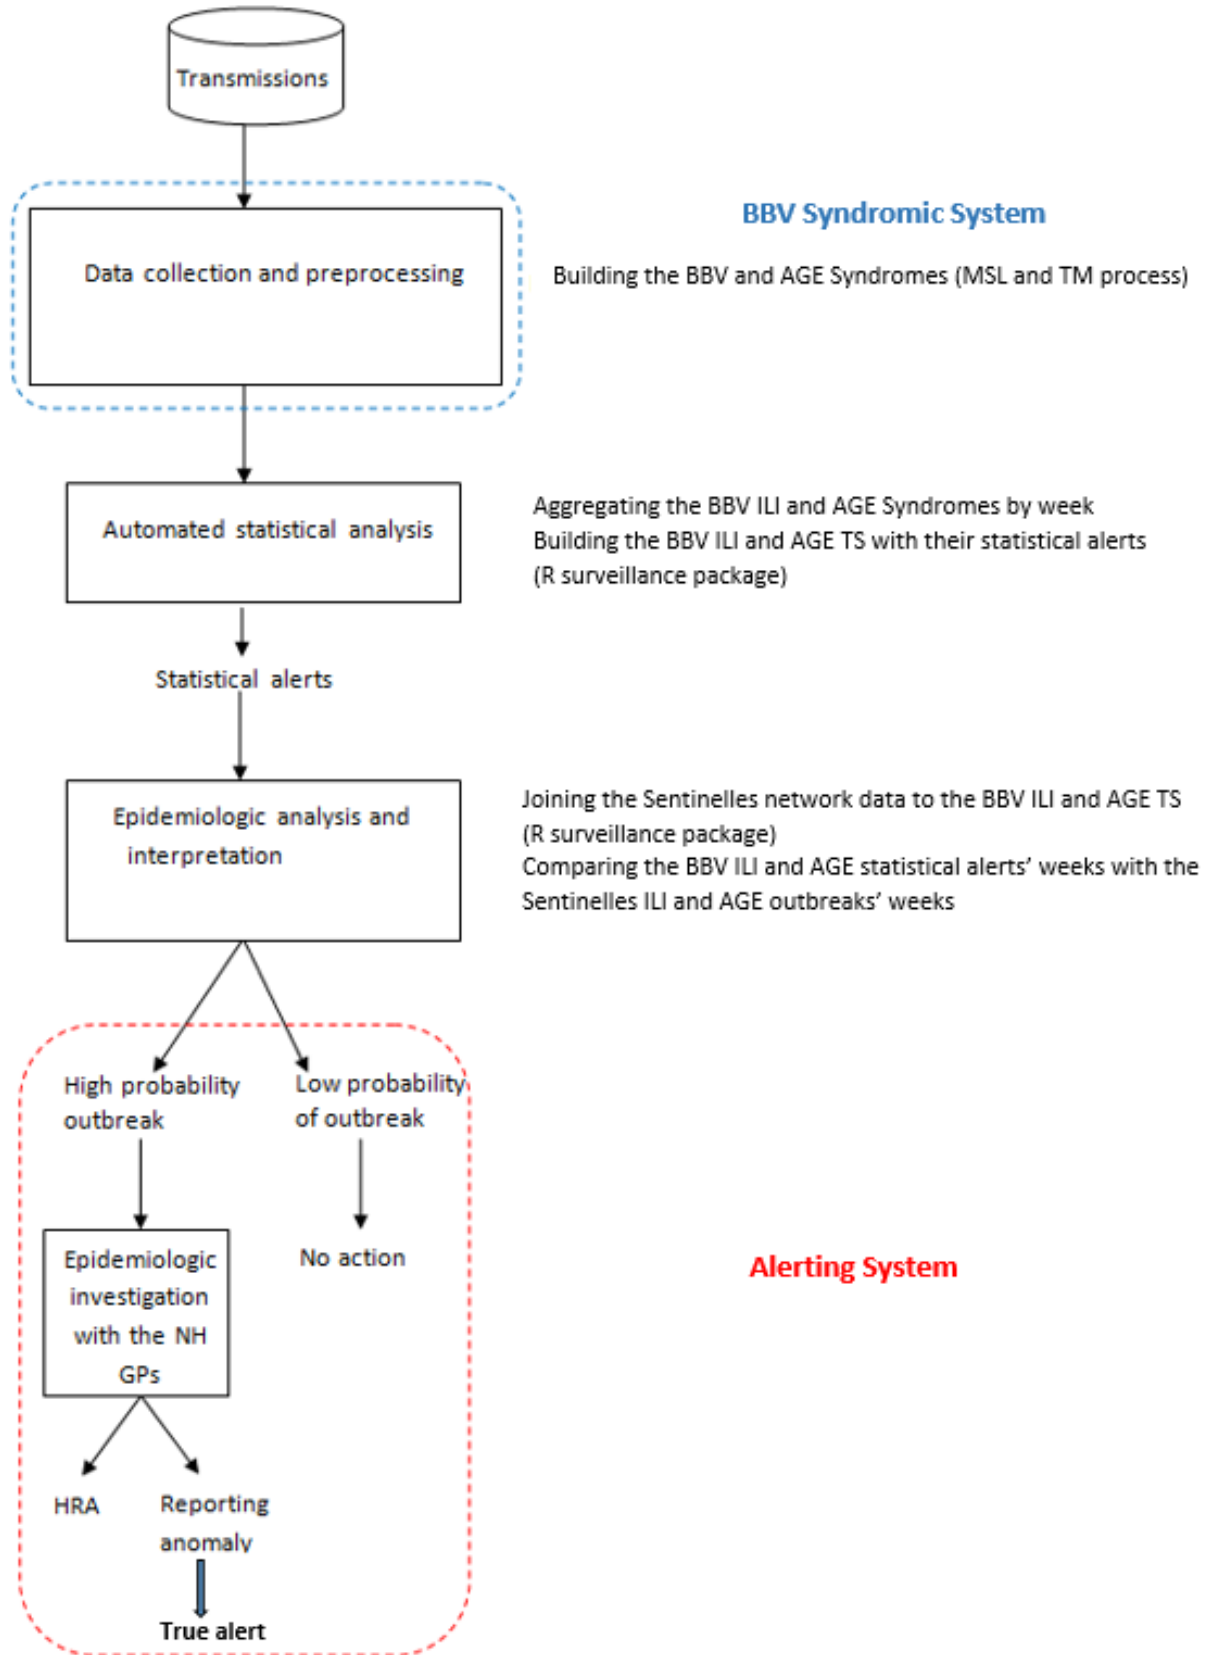 Transmissions
BBV Syndromic System
Data collection and preprocessing
Building the BBV and AGE Syndromes (MSL and TM process)
Automated statistical analysis
Aggregating the BBV ILI and AGE Syndromes by week
Building the BBV ILI and AGE TS with their statistical alerts
(R surveillance package)
Statistical alerts
Epidemiologic analysis and
interpretation
Joining the Sentinelles network data to the BBV ILI and AGE TS
(R surveillance package)
Comparing the BBV ILI and AGE statistical alerts’ weeks with the
Sentinelles ILI and AGE outbreaks’ weeks
High probability
outbreak
Low probability
of outbreak
Epidemiologic
investigation
with the NH
GPs
No action
Alerting System
HRA
Reporting
anomaly
True alert